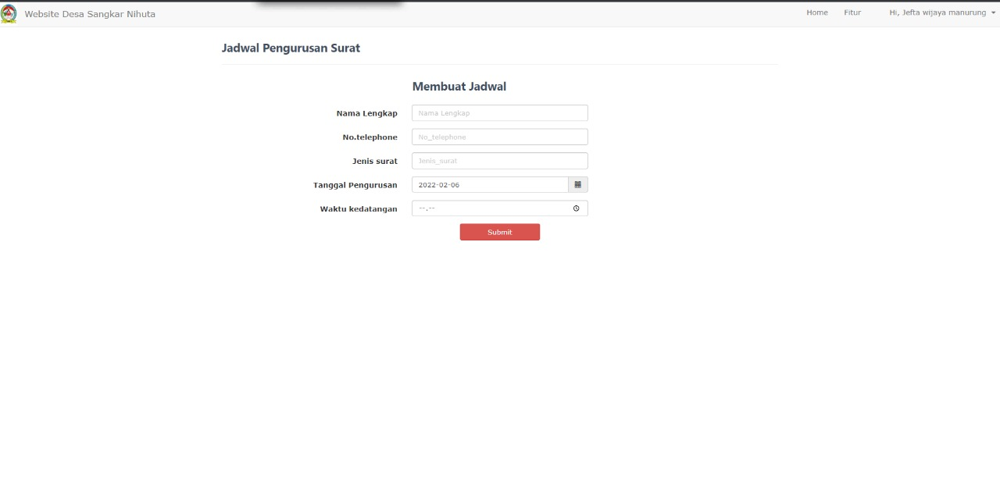 Website Desa Sangkar Nihuta
Home Fitur Hi, Jefta wijaya manurung
Jadwal Pengurusan Surat
Membuat Jadwal
Nama Lengkap Nama Lengkap
No.telephone No_telephone
Jenis surat Jenis_surat
Tanggal Pengurusan 2022-02-06
Waktu kedatangan --.--
Submit